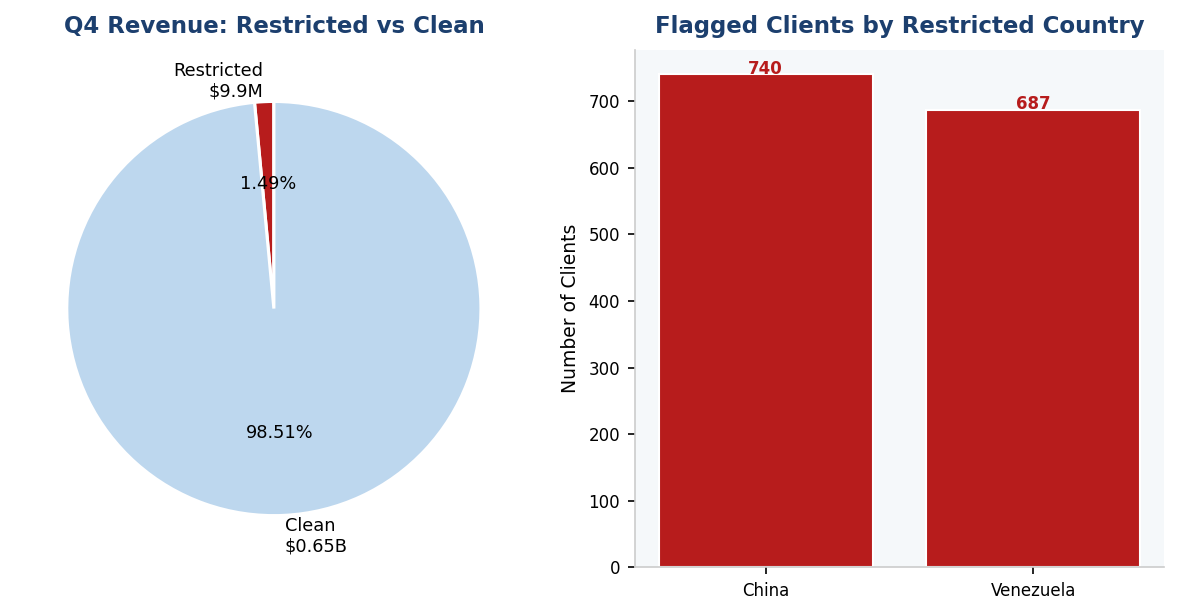 Q4 Revenue: Restricted vs Clean
Restricted
$9.9M
1.49%
98.51%
Clean
$0.65B
Flagged Clients by Restricted Country
Number of Clients
700
600
500
400
300
200
100
0
740
687
China
Venezuela